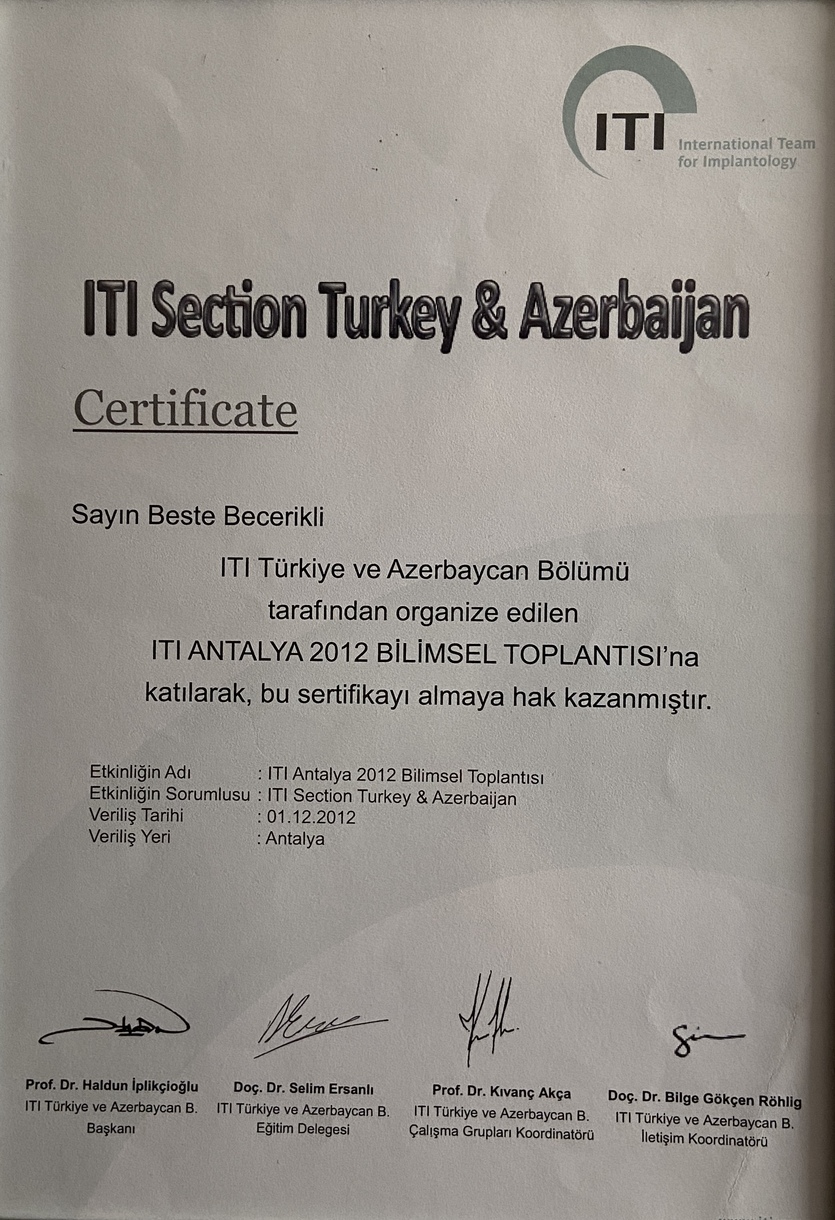 ITI
International Team
for Implantology
ITI Section Turkey & Azerbaijan
Certificate
Sayın Beste Becerikli
ITI Türkiye ve Azerbaycan Bölümü
tarafından organize edilen
ITI ANTALYA 2012 BİLİMSEL TOPLANTISI’na
katılarak, bu sertifikayı almaya hak kazanmıştır.
Etkinliğin Adı : ITI Antalya 2012 Bilimsel Toplantısı
Etkinliğin Sorumlusu : ITI Section Turkey & Azerbaijan
Veriliş Tarihi : 01.12.2012
Veriliş Yeri : Antalya
Prof. Dr. Haldun İplikçioğlu
ITI Türkiye ve Azerbaycan B.
Başkanı
Doç. Dr. Selim Ersanlı
ITI Türkiye ve Azerbaycan B.
Eğitim Delegesi
Prof. Dr. Kıvanç Akça
ITI Türkiye ve Azerbaycan B.
Çalışma Grupları Koordinatörü
Doç. Dr. Bilge Gökçen Röhlig
ITI Türkiye ve Azerbaycan B.
İletişim Koordinatörü